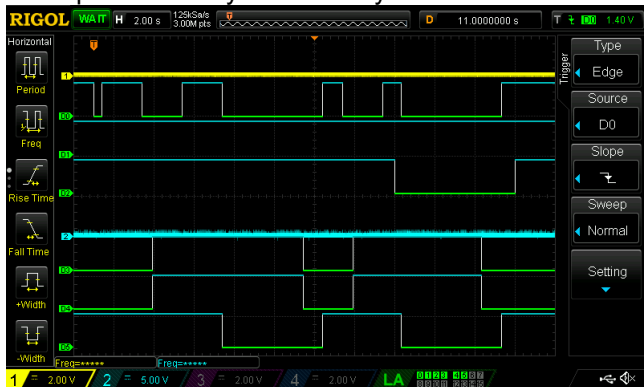 RIGOL WAIT H 2.00 s 125kSa/s 3.00M pts D 11.0000000 s T D0 1.40 V
Horizontal
Period
Freq
Rise Time
Fall Time
+Width
-Width
T
1
D0
D1
D2
2
D3
D4
D5
Trigger
Type
Edge
Source
D0
Slope
Sweep
Normal
Setting
Freq=***** Freq=*****
1 = 2.00 V 2 = 5.00 V 3 = 2.00 V 4 = 2.00 V LA